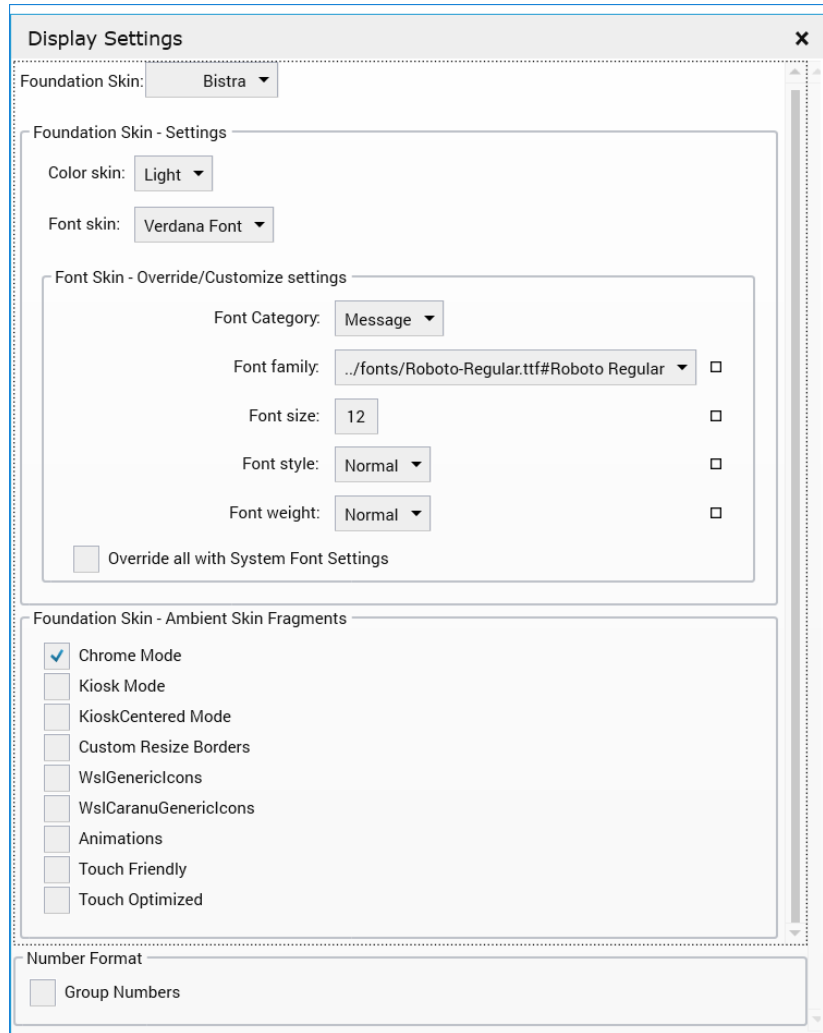 Display Settings
Foundation Skin: Bistra
Foundation Skin - Settings
Color skin: Light
Font skin: Verdana Font
Font Skin - Override/Customize settings
Font Category: Message
Font family: ../fonts/Roboto-Regular.ttf#Roboto Regular
Font size: 12
Font style: Normal
Font weight: Normal
Override all with System Font Settings
Foundation Skin - Ambient Skin Fragments
Chrome Mode
Kiosk Mode
KioskCentered Mode
Custom Resize Borders
WslGenericIcons
WslCaranuGenericIcons
Animations
Touch Friendly
Touch Optimized
Number Format
Group Numbers